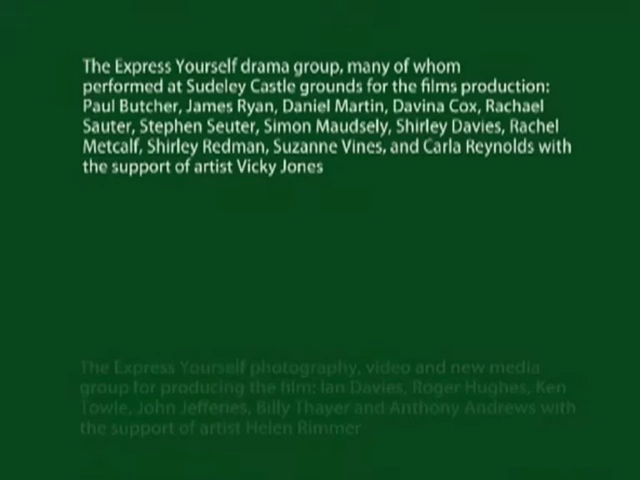 The Express Yourself drama group, many of whom
performed at Sudeley Castle grounds for the films production:
Paul Butcher, James Ryan, Daniel Martin, Davina Cox, Rachael
Sauter, Stephen Seuter, Simon Maudsely, Shirley Davies, Rachel
Metcalf, Shirley Redman, Suzanne Vines, and Carla Reynolds with
the support of artist Vicky Jones
The Express Yourself photography, video and new media
group for producing the film: Ian Davies, Roger Hughes, Ken
Towle, John Jefferies, Billy Thayer and Anthony Andrews with
the support of artist Helen Rimmer